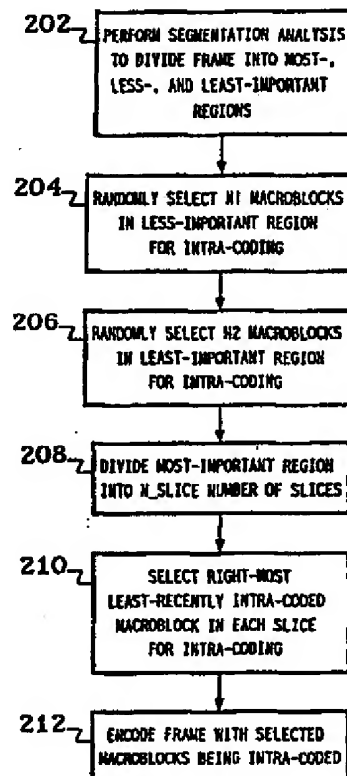 202
PERFORM SEGMENTATION ANALYSIS
TO DIVIDE FRAME INTO MOST-,
LESS-, AND LEAST-IMPORTANT
REGIONS
204
RANDOMLY SELECT N1 MACROBLOCKS
IN LESS-IMPORTANT REGION
FOR INTRA-CODING
206
RANDOMLY SELECT N2 MACROBLOCKS
IN LEAST-IMPORTANT REGION
FOR INTRA-CODING
208
DIVIDE MOST-IMPORTANT REGION
INTO N_SLICE NUMBER OF SLICES
210
SELECT RIGHT-MOST
LEAST-RECENTLY INTRA-CODED
MACROBLOCK IN EACH SLICE
FOR INTRA-CODING
212
ENCODE FRAME WITH SELECTED
MACROBLOCKS BEING INTRA-CODED